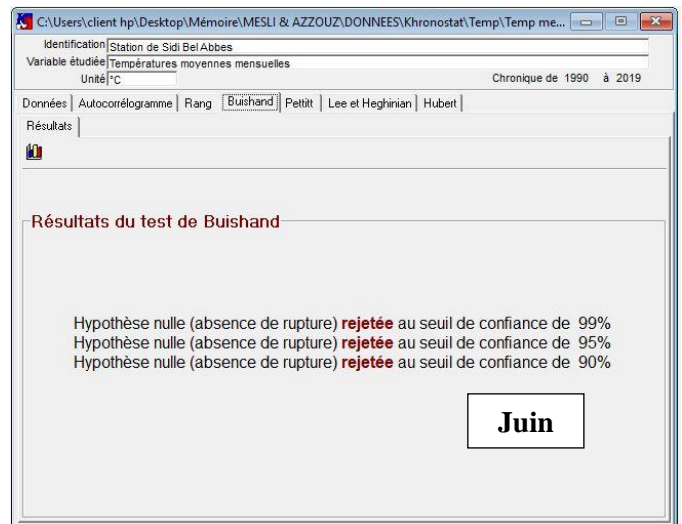 C:\Users\client hp\Desktop\Mémoire\MESLI & AZZOUZ\DONNEES\Khronostat\Temp\Temp me...
Identification Station de Sidi Bel Abbes
Variable étudiée Températures moyennes mensuelles
Unité °C Chronique de 1990 à 2019
Données Autocorrélogramme Rang Buishand Pettitt Lee et Heghinian Hubert
Résultats
Résultats du test de Buishand
Hypothèse nulle (absence de rupture) rejetée au seuil de confiance de 99%
Hypothèse nulle (absence de rupture) rejetée au seuil de confiance de 95%
Hypothèse nulle (absence de rupture) rejetée au seuil de confiance de 90%
Juin